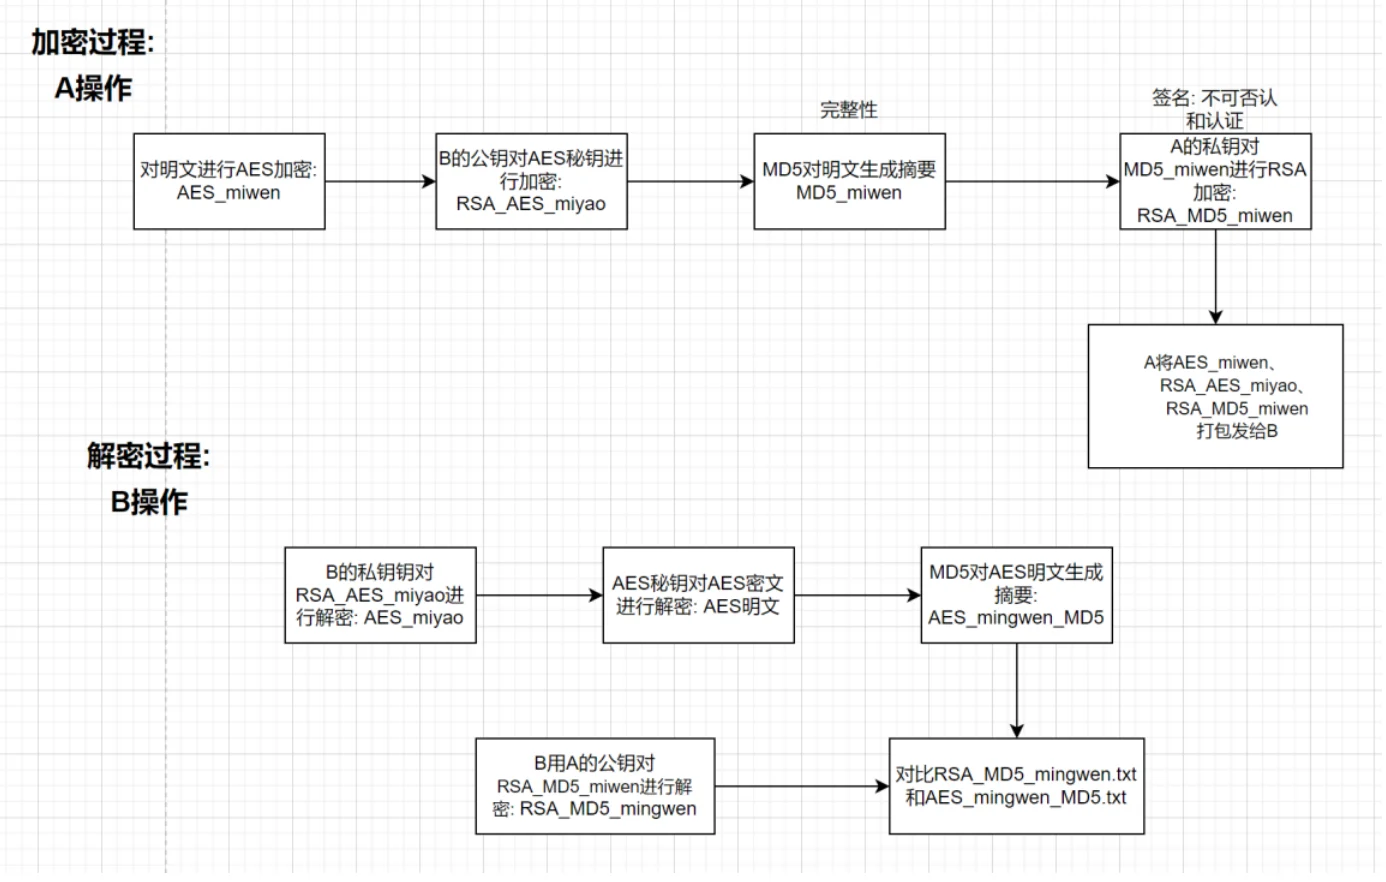 加密过程:
A操作
完整性
签名: 不可否认
和认证
对明文进行AES加密:
AES_miwen
B的公钥对AES秘钥进
行加密:
RSA_AES_miyao
MD5对明文生成摘要
MD5_miwen
A的私钥对
MD5_miwen进行RSA
加密:
RSA_MD5_miwen
A将AES_miwen、
RSA_AES_miyao、
RSA_MD5_miwen
打包发给B
解密过程:
B操作
B的私钥钥对
RSA_AES_miyao进
行解密: AES_miyao
AES秘钥对AES密文
进行解密: AES明文
MD5对AES明文生成
摘要:
AES_mingwen_MD5
B用A的公钥对
RSA_MD5_miwen进行解
密: RSA_MD5_mingwen
对比RSA_MD5_mingwen.txt
和AES_mingwen_MD5.txt